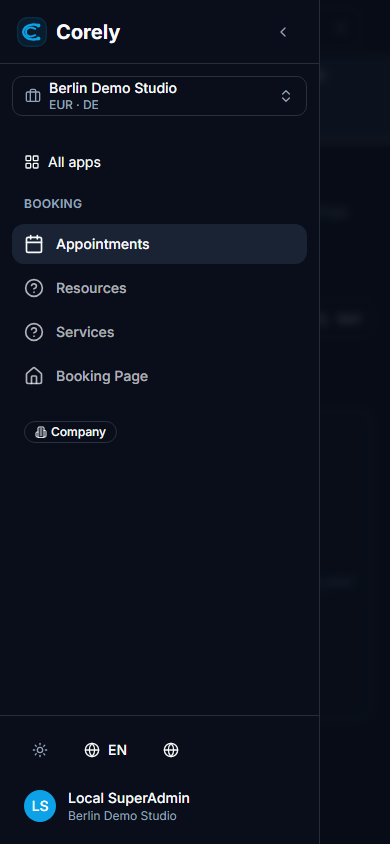 Corely
Berlin Demo Studio
EUR · DE
All apps
BOOKING
Appointments
Resources
Services
Booking Page
Company
EN
LS
Local SuperAdmin
Berlin Demo Studio